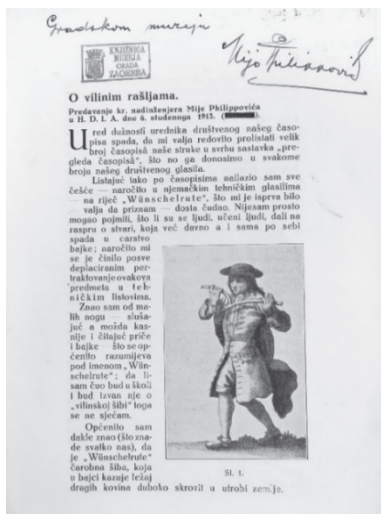 Gradskom muzeju
Mijo Philippović
KNJIŽNICA
MUZEJA
GRADA
ZAGREBA
O vilinim rašljama.
Predavanje kr. nadinženjera Mije Philippovića
u H. D. I. A. dne 6. studenoga 1913.
Ured dužnosti urednika društvenog našeg časo-
pisa spada, da mi valja redovito prolistati velik
broj časopisâ naše struke u svrhu sastavka „pre-
gleda časopisâ“, što no ga donosimo u svakome
broju našeg društvenog glasila.
Listajuć tako po časopisima nailazio sam sve
češće — naročito u njemačkim tehničkim glasilima
— na riječ „Wünschelrute“, što mi je isprva bilo
— valja da priznam — dosta čudno. Nijesam prosto
mogao pojmiti, što li su se ljudi, učeni ljudi, dali na
raspru o stvari, koja već davno a i sama po sebi
spada u carstvo
bajke; naročito mi
se je činilo posve
deplaciranim per-
traktovanje ovakova
predmeta u teh-
ničkim listovima.
Znao sam od ma-
lih nogu — sluša-
juć a možda kas-
nije i čitajuć priče
i bajke — što se op-
ćenito razumijeva
pod imenom „Wün-
schelrute“; da li
sam čuo bud u školi
i bud izvan nje o
„vilinskoj šibi“ toga
se ne sjećam.
Općenito sam
dakle znao (što zna-
de svatko nas), da
je „Wünschelrute“
čarobna šiba, koja
u bajci kazuje ležaj
dragih kovina duboko skrozil u utrobi zemlje.
Sl. 1.